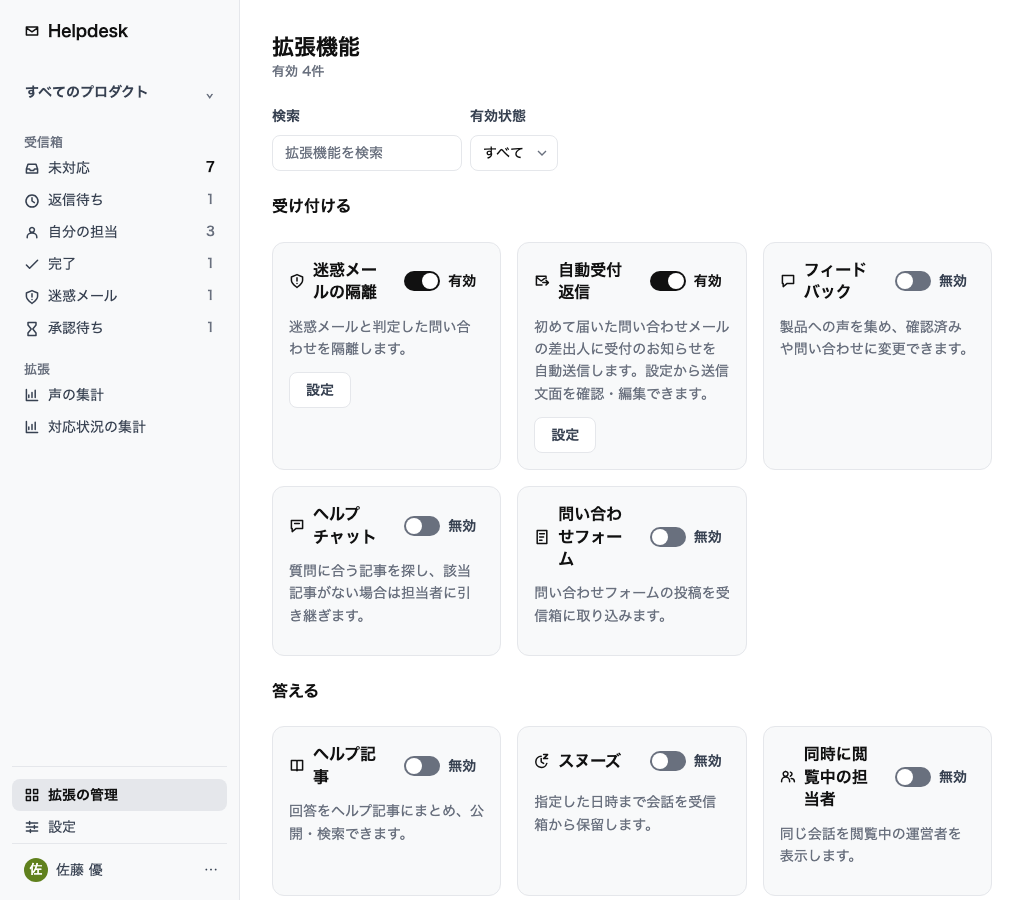 Helpdesk
すべてのプロダクト
受信箱
未対応 7
返信待ち 1
自分の担当 3
完了 1
迷惑メール 1
承認待ち 1
拡張
声の集計
対応状況の集計
拡張の管理
設定
佐 佐藤 優 …
拡張機能
有効 4件
検索 有効状態
拡張機能を検索 すべて
受け付ける
迷惑メー
ルの隔離
有効
迷惑メールと判定した問い合
わせを隔離します。
設定
自動受付
返信
有効
初めて届いた問い合わせメール
の差出人に受付のお知らせを
自動送信します。設定から送信
文面を確認・編集できます。
設定
フィード
バック
無効
製品への声を集め、確認済み
や問い合わせに変更できます。
ヘルプ
チャット
無効
質問に合う記事を探し、該当
記事がない場合は担当者に引
き継ぎます。
問い合わ
せフォー
ム
無効
問い合わせフォームの投稿を受
信箱に取り込みます。
答える
ヘルプ記
事
無効
回答をヘルプ記事にまとめ、公
開・検索できます。
スヌーズ
無効
指定した日時まで会話を受信
箱から保留します。
同時に閲
覧中の担
当者
無効
同じ会話を閲覧中の運営者を
表示します。